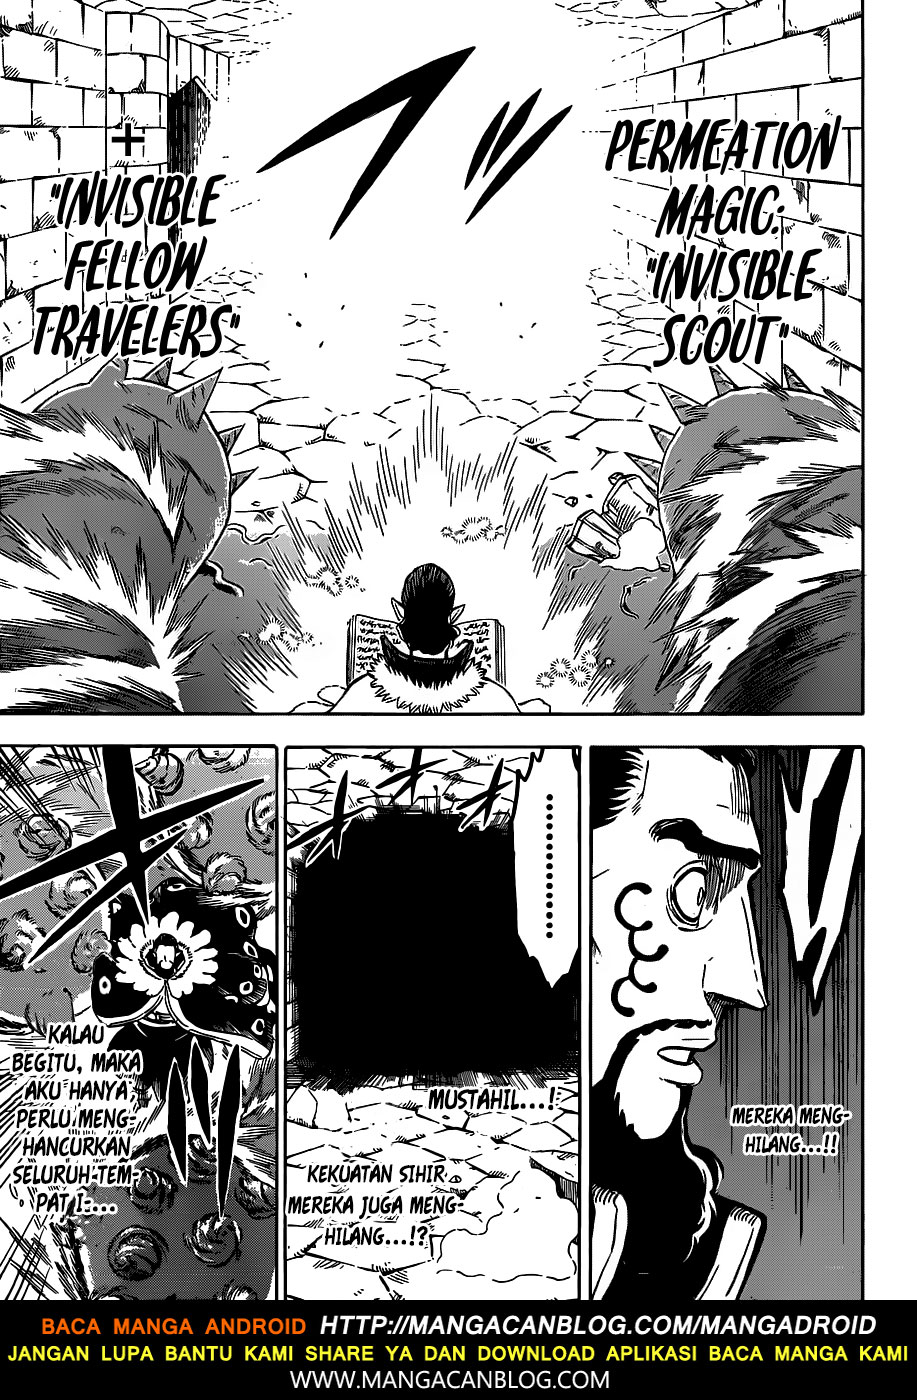 PERMEATION
MAGIC:
"INVISIBLE
SCOUT"
+
"INVISIBLE
FELLOW
TRAVELERS"
MEREKA MENG-
HILANG...!!
MUSTAHIL...!
KEKUATAN SIHIR
MEREKA JUGA MENG-
HILANG...!?
KALAU
BEGITU, MAKA
AKU HANYA
PERLU MENG-
HANCURKAN
SELURUH TEM-
PAT I-...
BACA MANGA ANDROID HTTP://MANGACANBLOG.COM/MANGADROID
JANGAN LUPA BANTU KAMI SHARE YA DAN DOWNLOAD APLIKASI BACA MANGA KAMI
WWW.MANGACANBLOG.COM